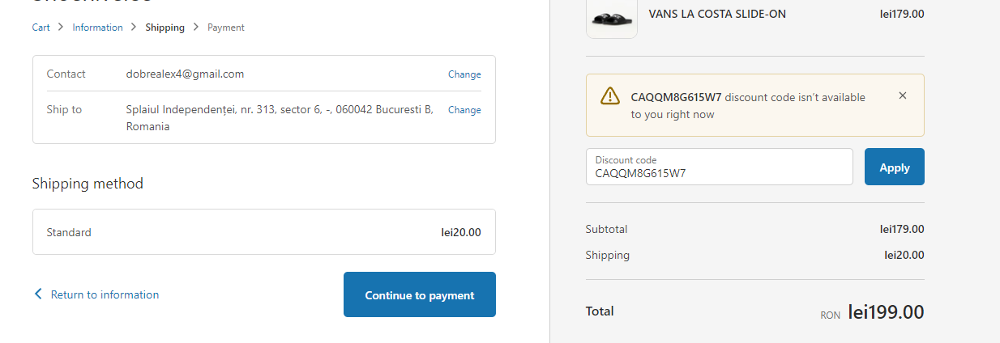 Cart > Information > Shipping > Payment
Contact dobrealex4@gmail.com Change
Ship to Splaiul Independenței, nr. 313, sector 6, -, 060042 Bucuresti B, Change
Romania
Shipping method
Standard lei20.00
Return to information
Continue to payment
VANS LA COSTA SLIDE-ON lei179.00
CAQQM8G615W7 discount code isn't available
to you right now
Discount code
CAQQM8G615W7
Apply
Subtotal lei179.00
Shipping lei20.00
Total RON lei199.00